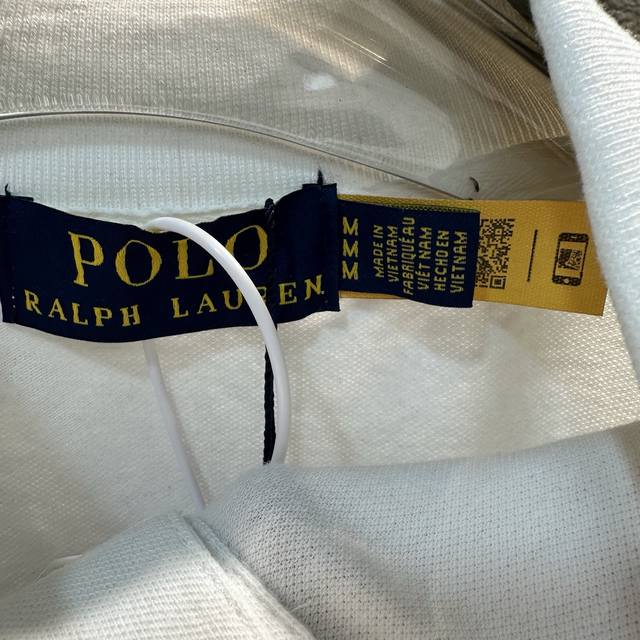 POLO
RALPH LAUREN
M
M
M
MADE IN
VIETNAM
FABRIQUÉ AU
VIETNAM
HECHO EN
VIETNAM